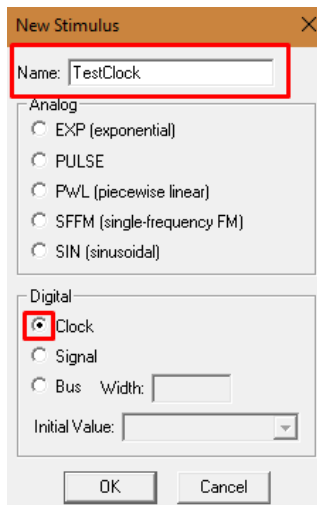 New Stimulus
Name: TestClock
Analog
EXP (exponential)
PULSE
PWL (piecewise linear)
SFFM (single-frequency FM)
SIN (sinusoidal)
Digital
Clock
Signal
Bus Width:
Initial Value:
OK Cancel